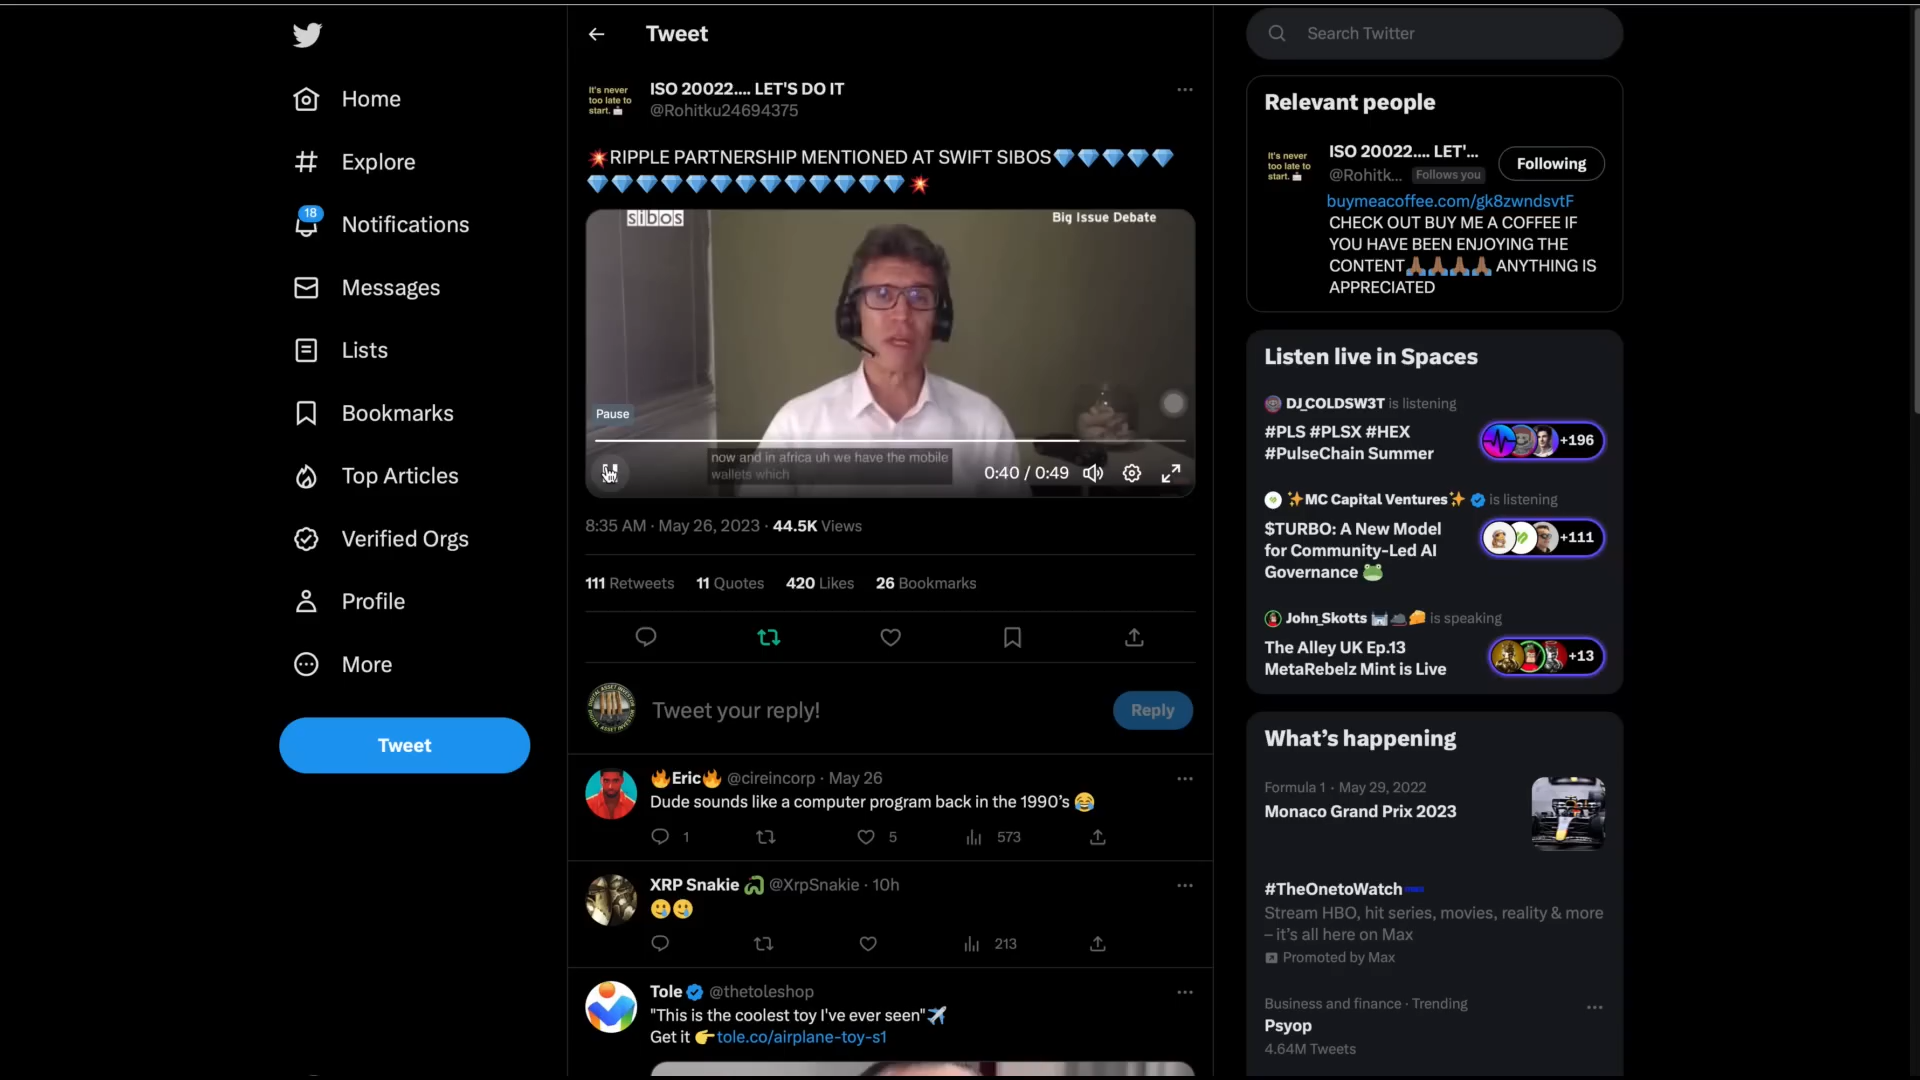 Home
Explore
18
Notifications
Messages
Lists
Bookmarks
Top Articles
Verified Orgs
Profile
More
Tweet
Tweet
It's never
too late to
start.
ISO 20022.... LET'S DO IT
@Rohitku24694375
💥RIPPLE PARTNERSHIP MENTIONED AT SWIFT SIBOS💎💎💎💎💎
💎💎💎💎💎💎💎💎💎💎💎💎💎💥
sibos
Big Issue Debate
Pause
now and in africa uh we have the mobile
wallets which
0:40 / 0:49
8:35 AM · May 26, 2023 · 44.5K Views
111 Retweets 11 Quotes 420 Likes 26 Bookmarks
Tweet your reply!
Reply
🔥Eric🔥 @cireincorp · May 26
Dude sounds like a computer program back in the 1990's 😂
1 5 573
XRP Snakie 🐍 @XrpSnakie · 10h
🥲🥲
213
Tole @thetoleshop
"This is the coolest toy I've ever seen"✈️
Get it 👉tole.co/airplane-toy-s1
Search Twitter
Relevant people
It's never
too late to
start.
ISO 20022.... LET'...
@Rohitk... Follows you
Following
buymeacoffee.com/gk8zwndsvtF
CHECK OUT BUY ME A COFFEE IF
YOU HAVE BEEN ENJOYING THE
CONTENT🙏🏾🙏🏾🙏🏾🙏🏾 ANYTHING IS
APPRECIATED
Listen live in Spaces
DJ_COLDSW3T is listening
#PLS #PLSX #HEX
#PulseChain Summer
+196
✨MC Capital Ventures✨ is listening
$TURBO: A New Model
for Community-Led AI
Governance 🐸
+111
John_Skotts 🐭🧀 is speaking
The Alley UK Ep.13
MetaRebelz Mint is Live
+13
What's happening
Formula 1 · May 29, 2022
Monaco Grand Prix 2023
#TheOnetoWatch
Stream HBO, hit series, movies, reality & more
– it's all here on Max
Promoted by Max
Business and finance · Trending
Psyop
4.64M Tweets